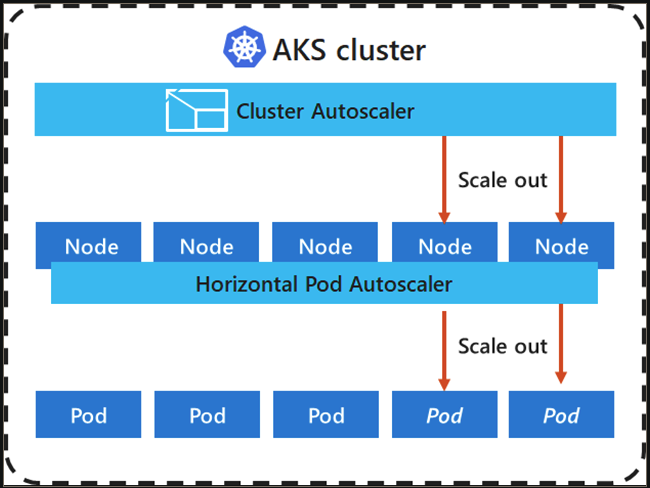 AKS cluster
Cluster Autoscaler
Scale out
Node Node Node Node Node
Horizontal Pod Autoscaler
Scale out
Pod Pod Pod Pod Pod